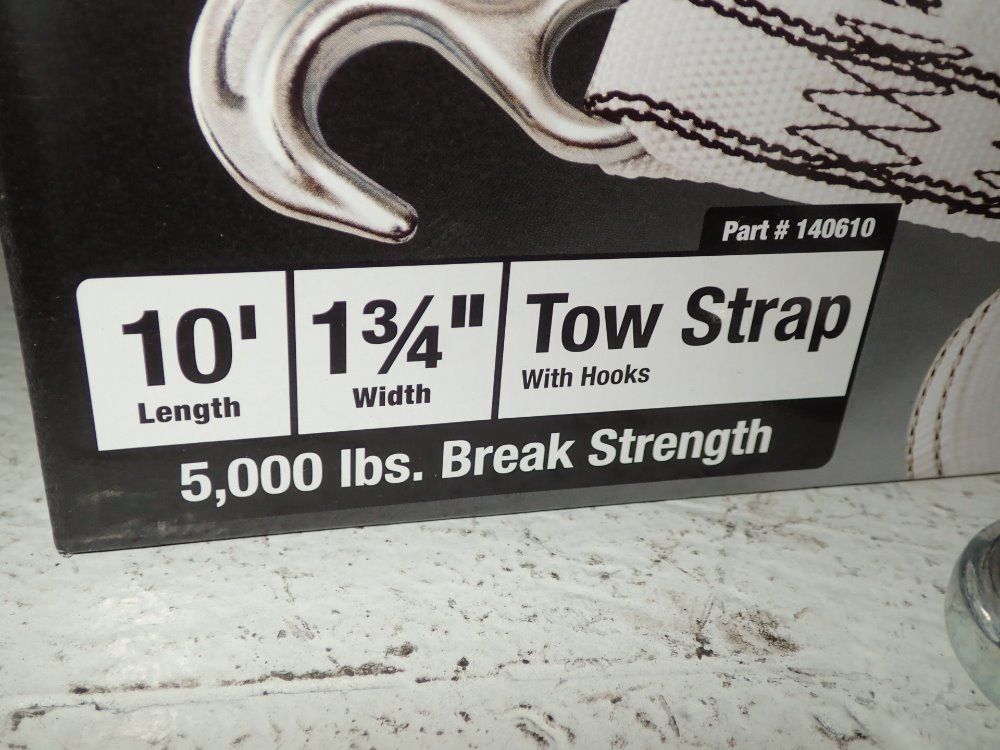 Part # 140610
10' 1¾" Tow Strap
Length Width With Hooks
5,000 lbs. Break Strength